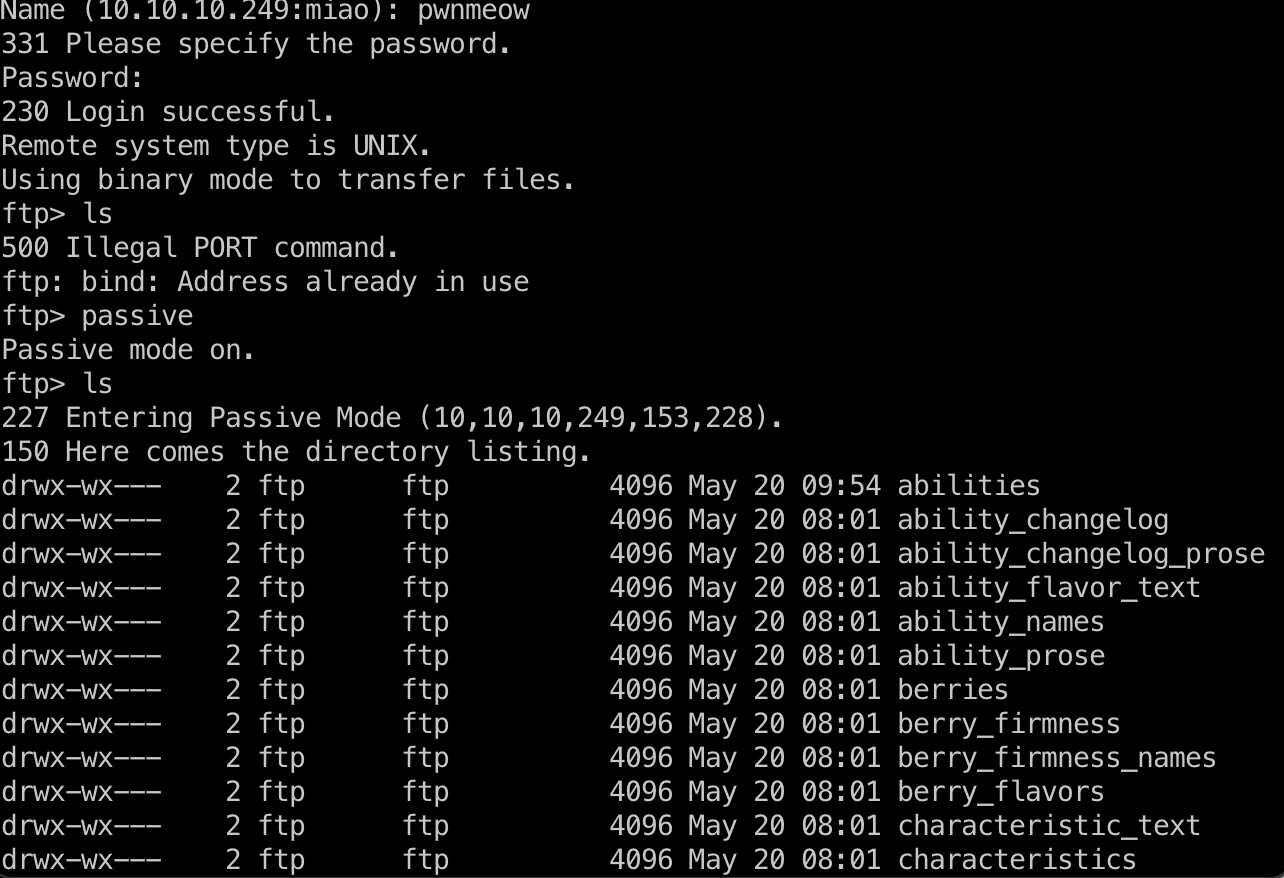 Name (10.10.10.249:miao): pwnmeow
331 Please specify the password.
Password:
230 Login successful.
Remote system type is UNIX.
Using binary mode to transfer files.
ftp> ls
500 Illegal PORT command.
ftp: bind: Address already in use
ftp> passive
Passive mode on.
ftp> ls
227 Entering Passive Mode (10,10,10,249,153,228).
150 Here comes the directory listing.
drwx-wx---    2 ftp      ftp          4096 May 20 09:54 abilities
drwx-wx---    2 ftp      ftp          4096 May 20 08:01 ability_changelog
drwx-wx---    2 ftp      ftp          4096 May 20 08:01 ability_changelog_prose
drwx-wx---    2 ftp      ftp          4096 May 20 08:01 ability_flavor_text
drwx-wx---    2 ftp      ftp          4096 May 20 08:01 ability_names
drwx-wx---    2 ftp      ftp          4096 May 20 08:01 ability_prose
drwx-wx---    2 ftp      ftp          4096 May 20 08:01 berries
drwx-wx---    2 ftp      ftp          4096 May 20 08:01 berry_firmness
drwx-wx---    2 ftp      ftp          4096 May 20 08:01 berry_firmness_names
drwx-wx---    2 ftp      ftp          4096 May 20 08:01 berry_flavors
drwx-wx---    2 ftp      ftp          4096 May 20 08:01 characteristic_text
drwx-wx---    2 ftp      ftp          4096 May 20 08:01 characteristics